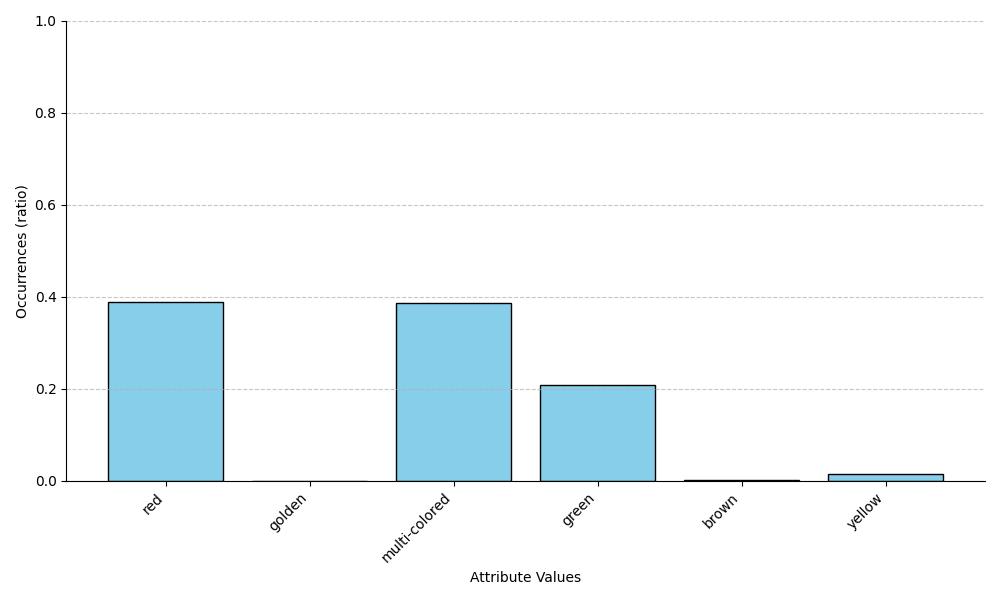 1.0
0.8
0.6
0.4
0.2
0.0
Occurrences (ratio)
red
golden
multi-colored
green
brown
yellow
Attribute Values